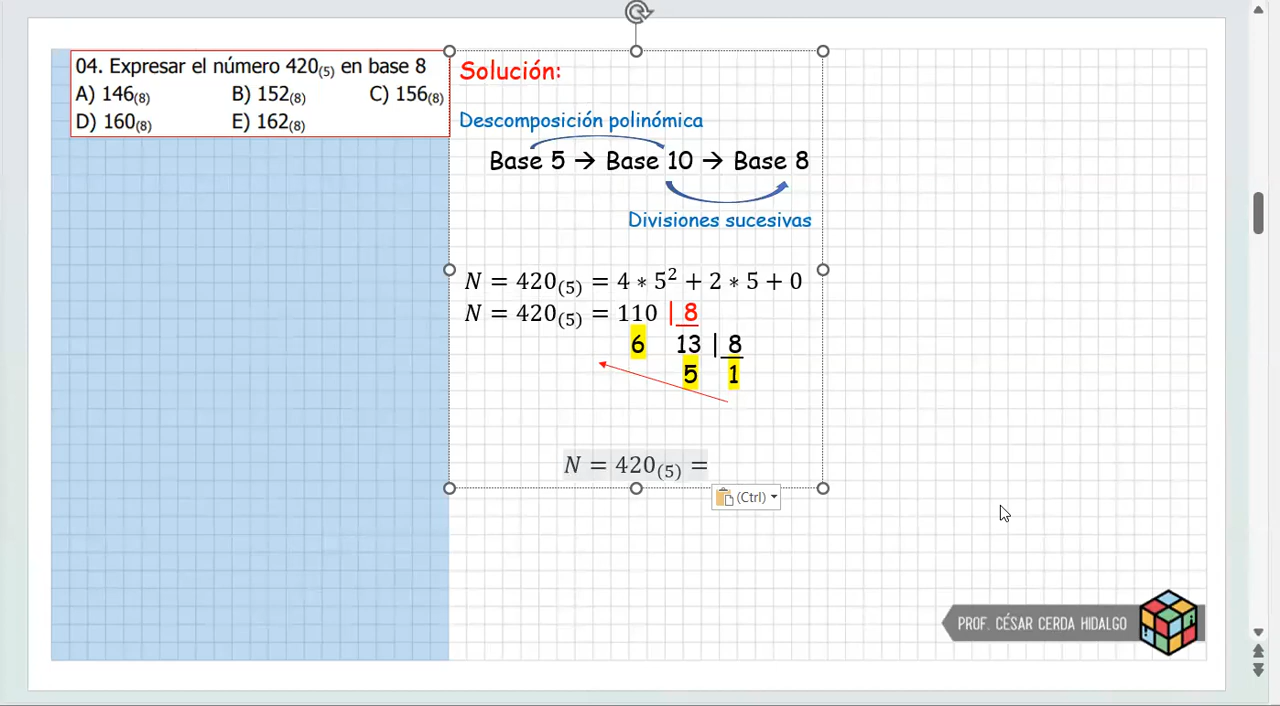 04. Expresar el número 420(5) en base 8
A) 146(8) B) 152(8) C) 156(8)
D) 160(8) E) 162(8)
Solución:
Descomposición polinómica
Base 5 → Base 10 → Base 8
Divisiones sucesivas
N = 420(5) = 4 * 5² + 2 * 5 + 0
N = 420(5) = 110 | 8
6 13 | 8
5 1
N = 420(5) =
(Ctrl)
PROF. CÉSAR CERDA HIDALGO